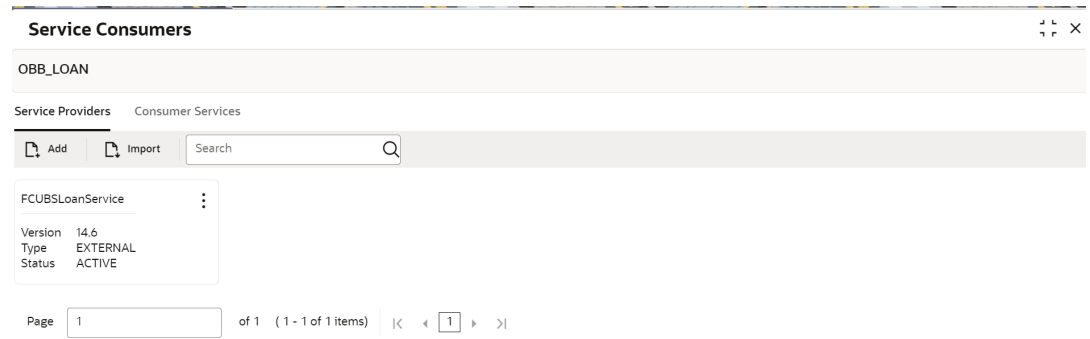 Service Consumers
OBB_LOAN
Service Providers Consumer Services
Add Import Search
FCUBSLoanService
Version 14.6
Type EXTERNAL
Status ACTIVE
Page 1 of 1 ( 1 - 1 of 1 items) 1